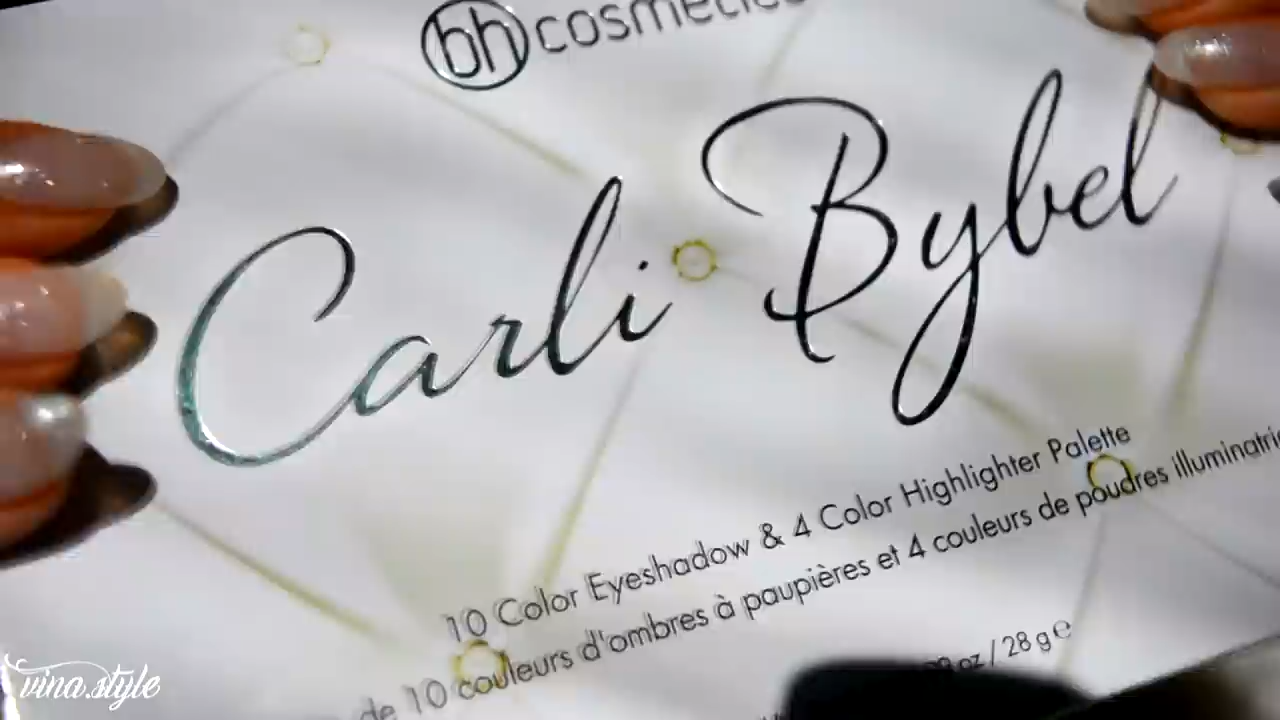 bh cosmetics
Carli Bybel
10 Color Eyeshadow & 4 Color Highlighter Palette
de 10 couleurs d'ombres à paupières et 4 couleurs de poudres
oz / 28 g e
vina.style